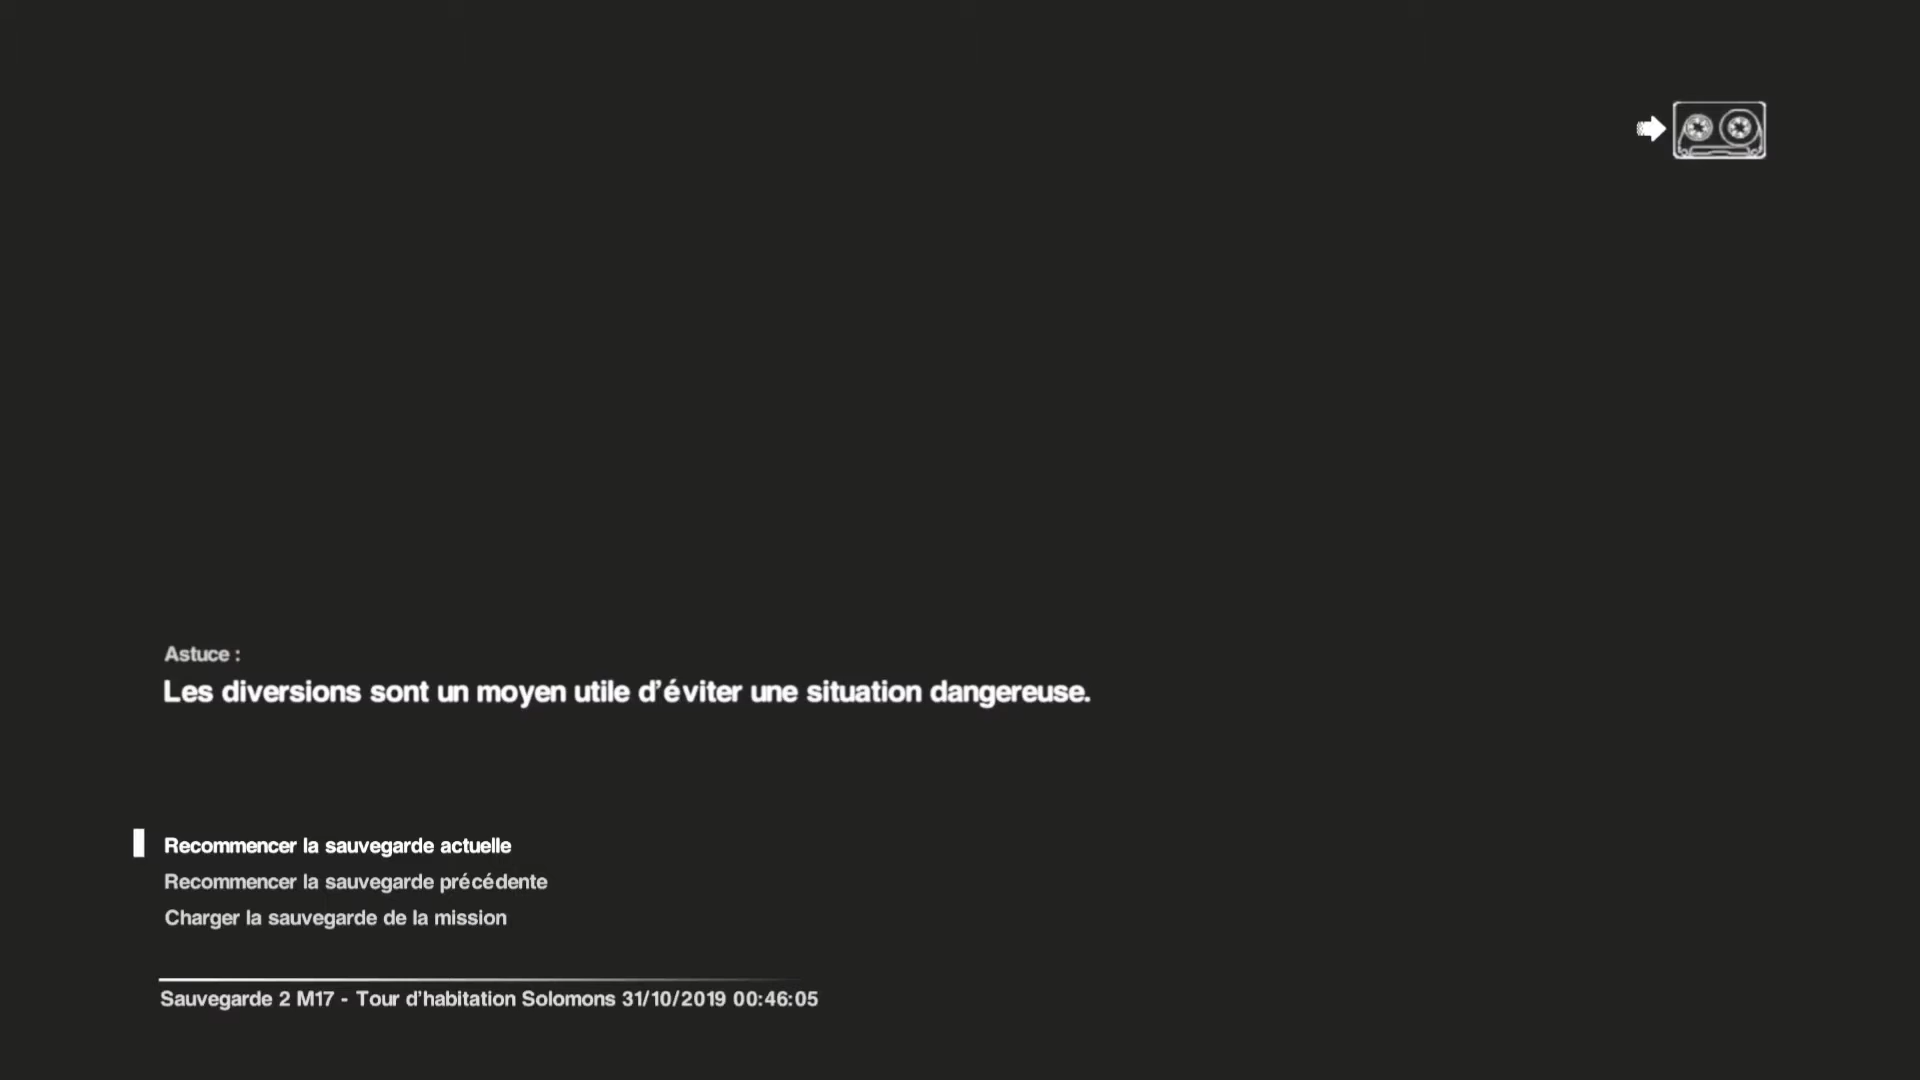 Astuce :
Les diversions sont un moyen utile d'éviter une situation dangereuse.
Recommencer la sauvegarde actuelle
Recommencer la sauvegarde précédente
Charger la sauvegarde de la mission
Sauvegarde 2 M17 - Tour d'habitation Solomons 31/10/2019 00:46:05